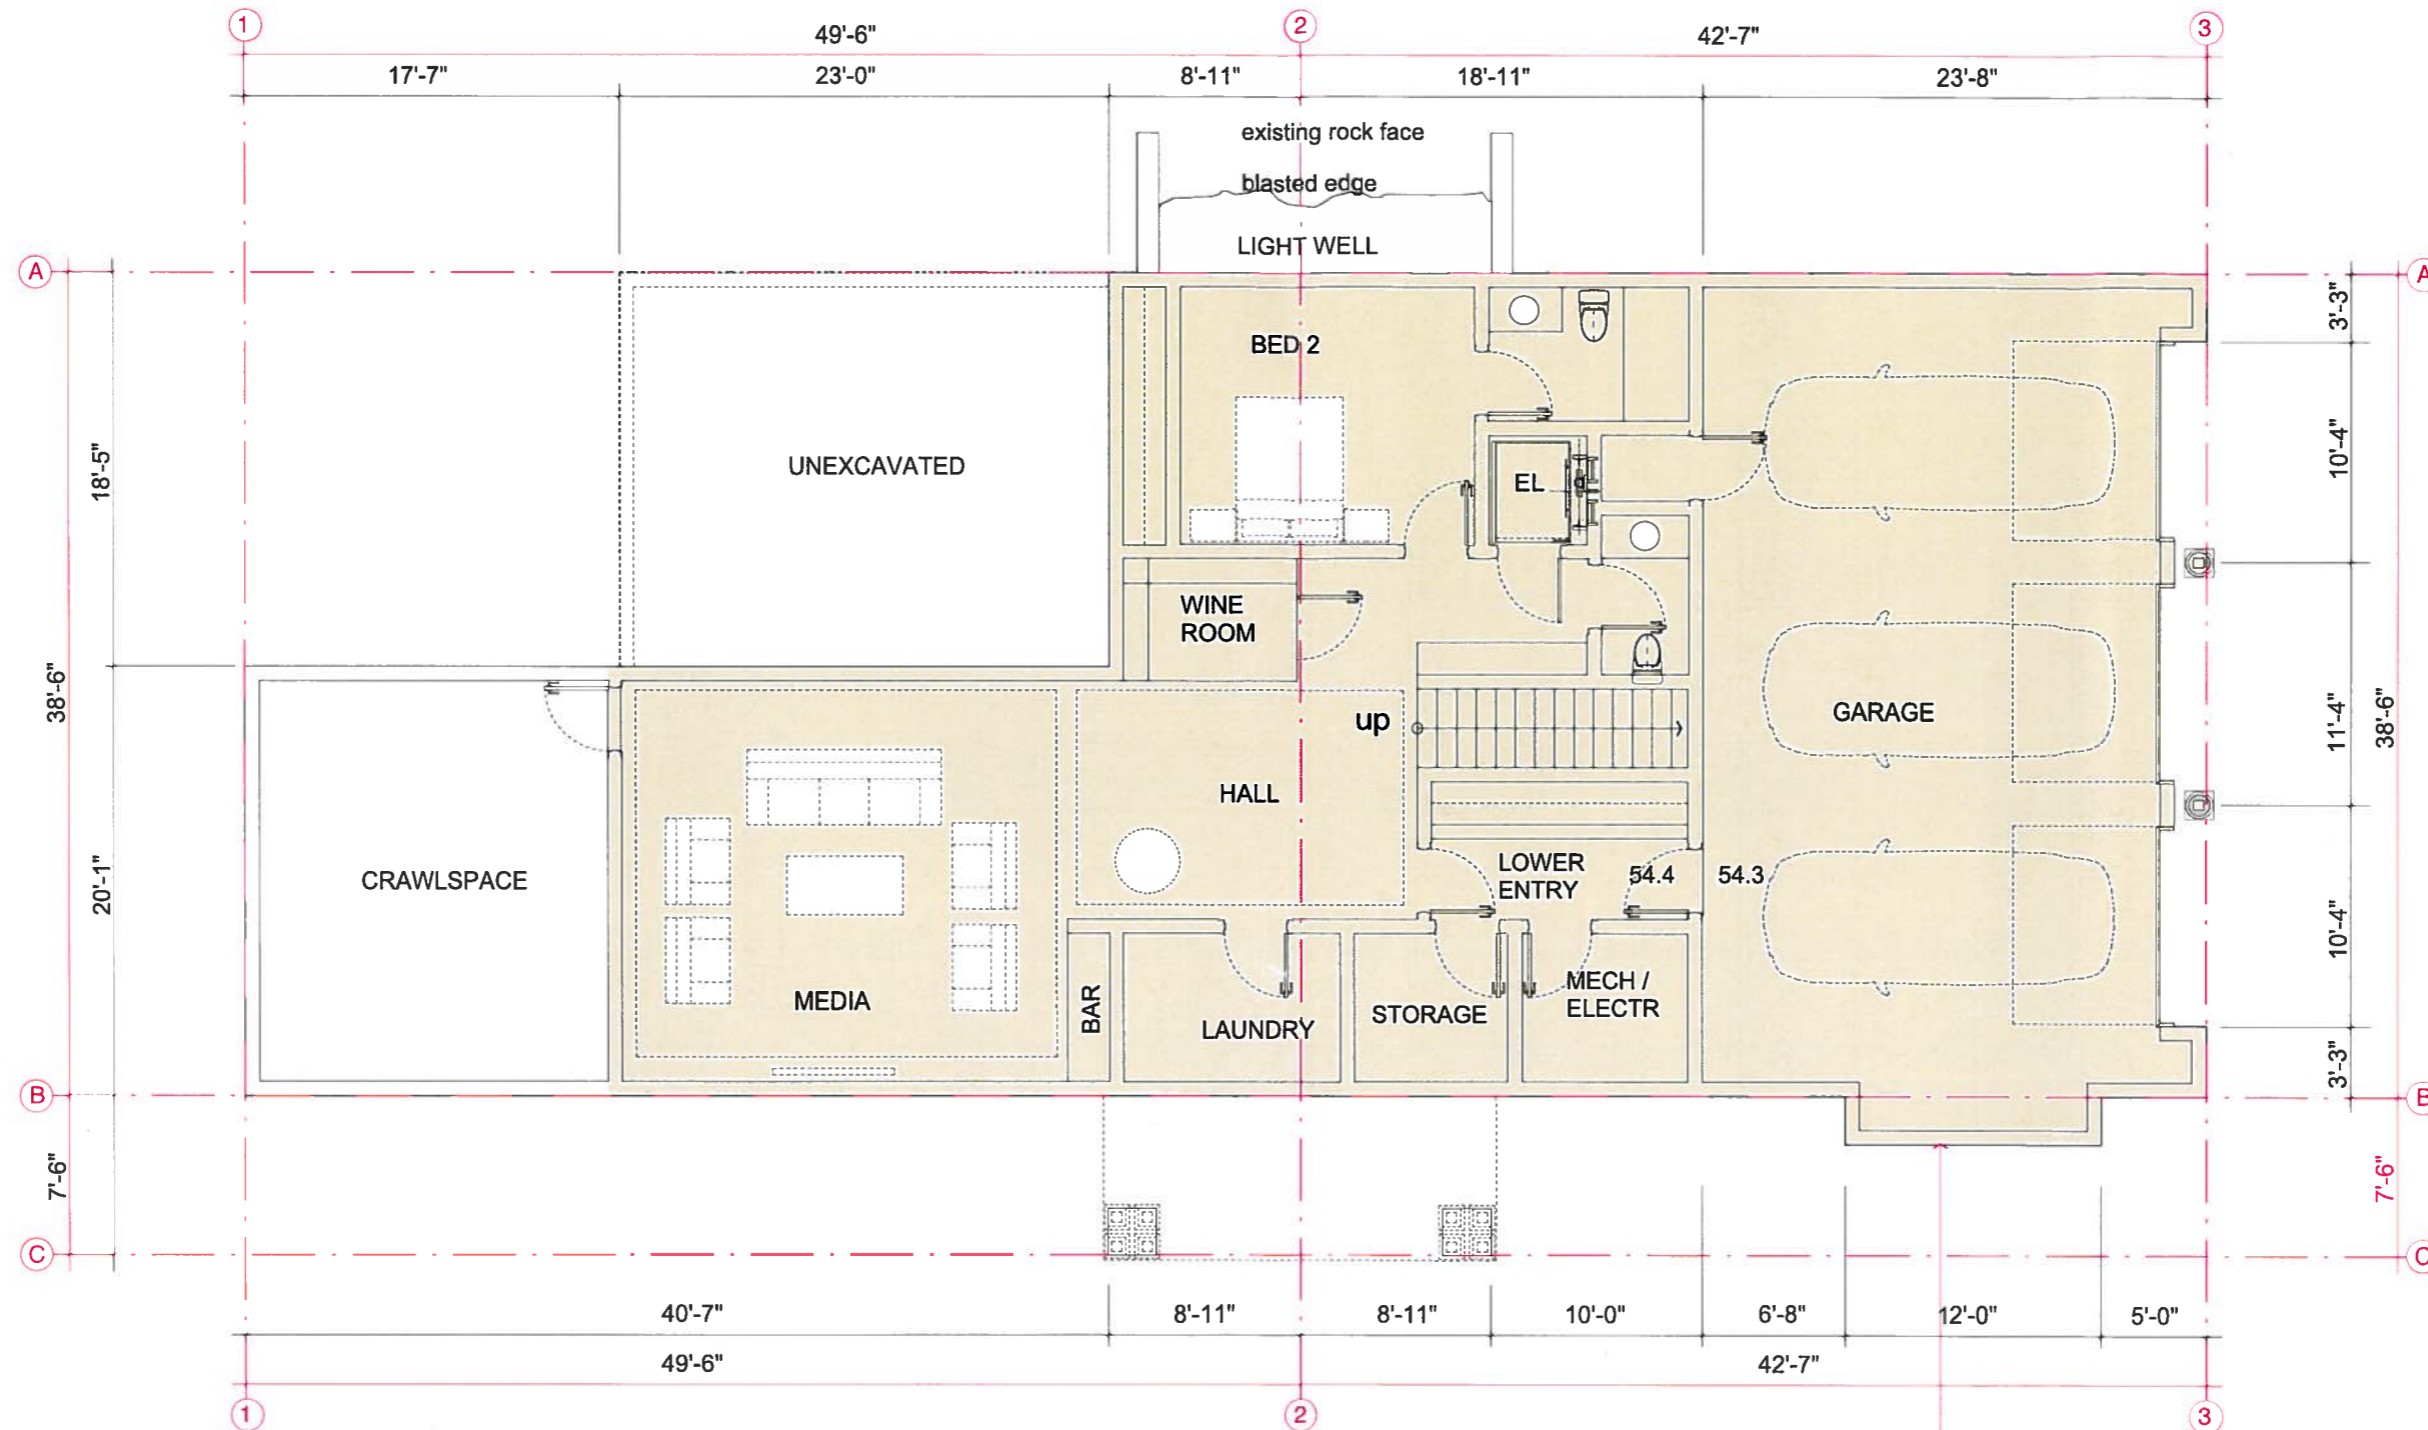 1
2
3
49'-6"
42'-7"
17'-7"
23'-0"
8'-11"
18'-11"
23'-8"
existing rock face
blasted edge
LIGHT WELL
A
A
3'-3"
BED 2
10'-4"
18'-5"
UNEXCAVATED
EL
WINE
ROOM
38'-6"
up
GARAGE
11'-4"
38'-6"
HALL
CRAWLSPACE
20'-1"
LOWER
ENTRY
54.4
54.3
10'-4"
MEDIA
BAR
LAUNDRY
STORAGE
MECH /
ELECTR
3'-3"
B
B
7'-6"
7'-6"
C
C
40'-7"
8'-11"
8'-11"
10'-0"
6'-8"
12'-0"
5'-0"
49'-6"
42'-7"
1
2
3